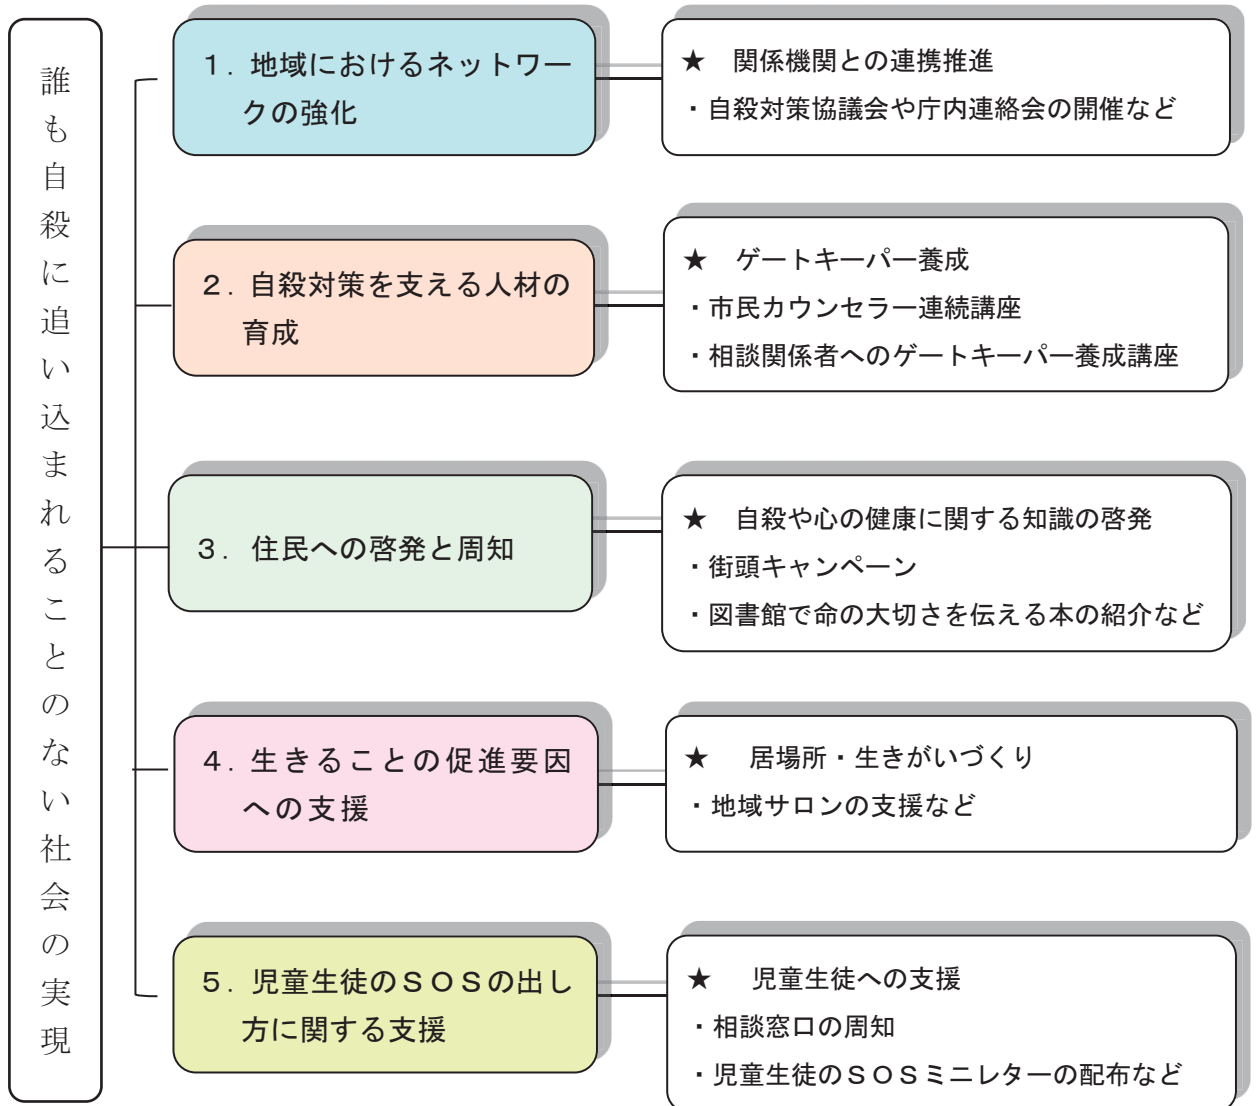 誰も自殺に追い込まれることのない社会の実現
１．地域におけるネットワー
クの強化
★　関係機関との連携推進
・自殺対策協議会や庁内連絡会の開催など
２．自殺対策を支える人材の
育成
★　ゲートキーパー養成
・市民カウンセラー連続講座
・相談関係者へのゲートキーパー養成講座
３．住民への啓発と周知
★　自殺や心の健康に関する知識の啓発
・街頭キャンペーン
・図書館で命の大切さを伝える本の紹介など
４．生きることの促進要因
への支援
★　居場所・生きがいづくり
・地域サロンの支援など
５．児童生徒のＳＯＳの出し
方に関する支援
★　児童生徒への支援
・相談窓口の周知
・児童生徒のＳＯＳミニレターの配布など